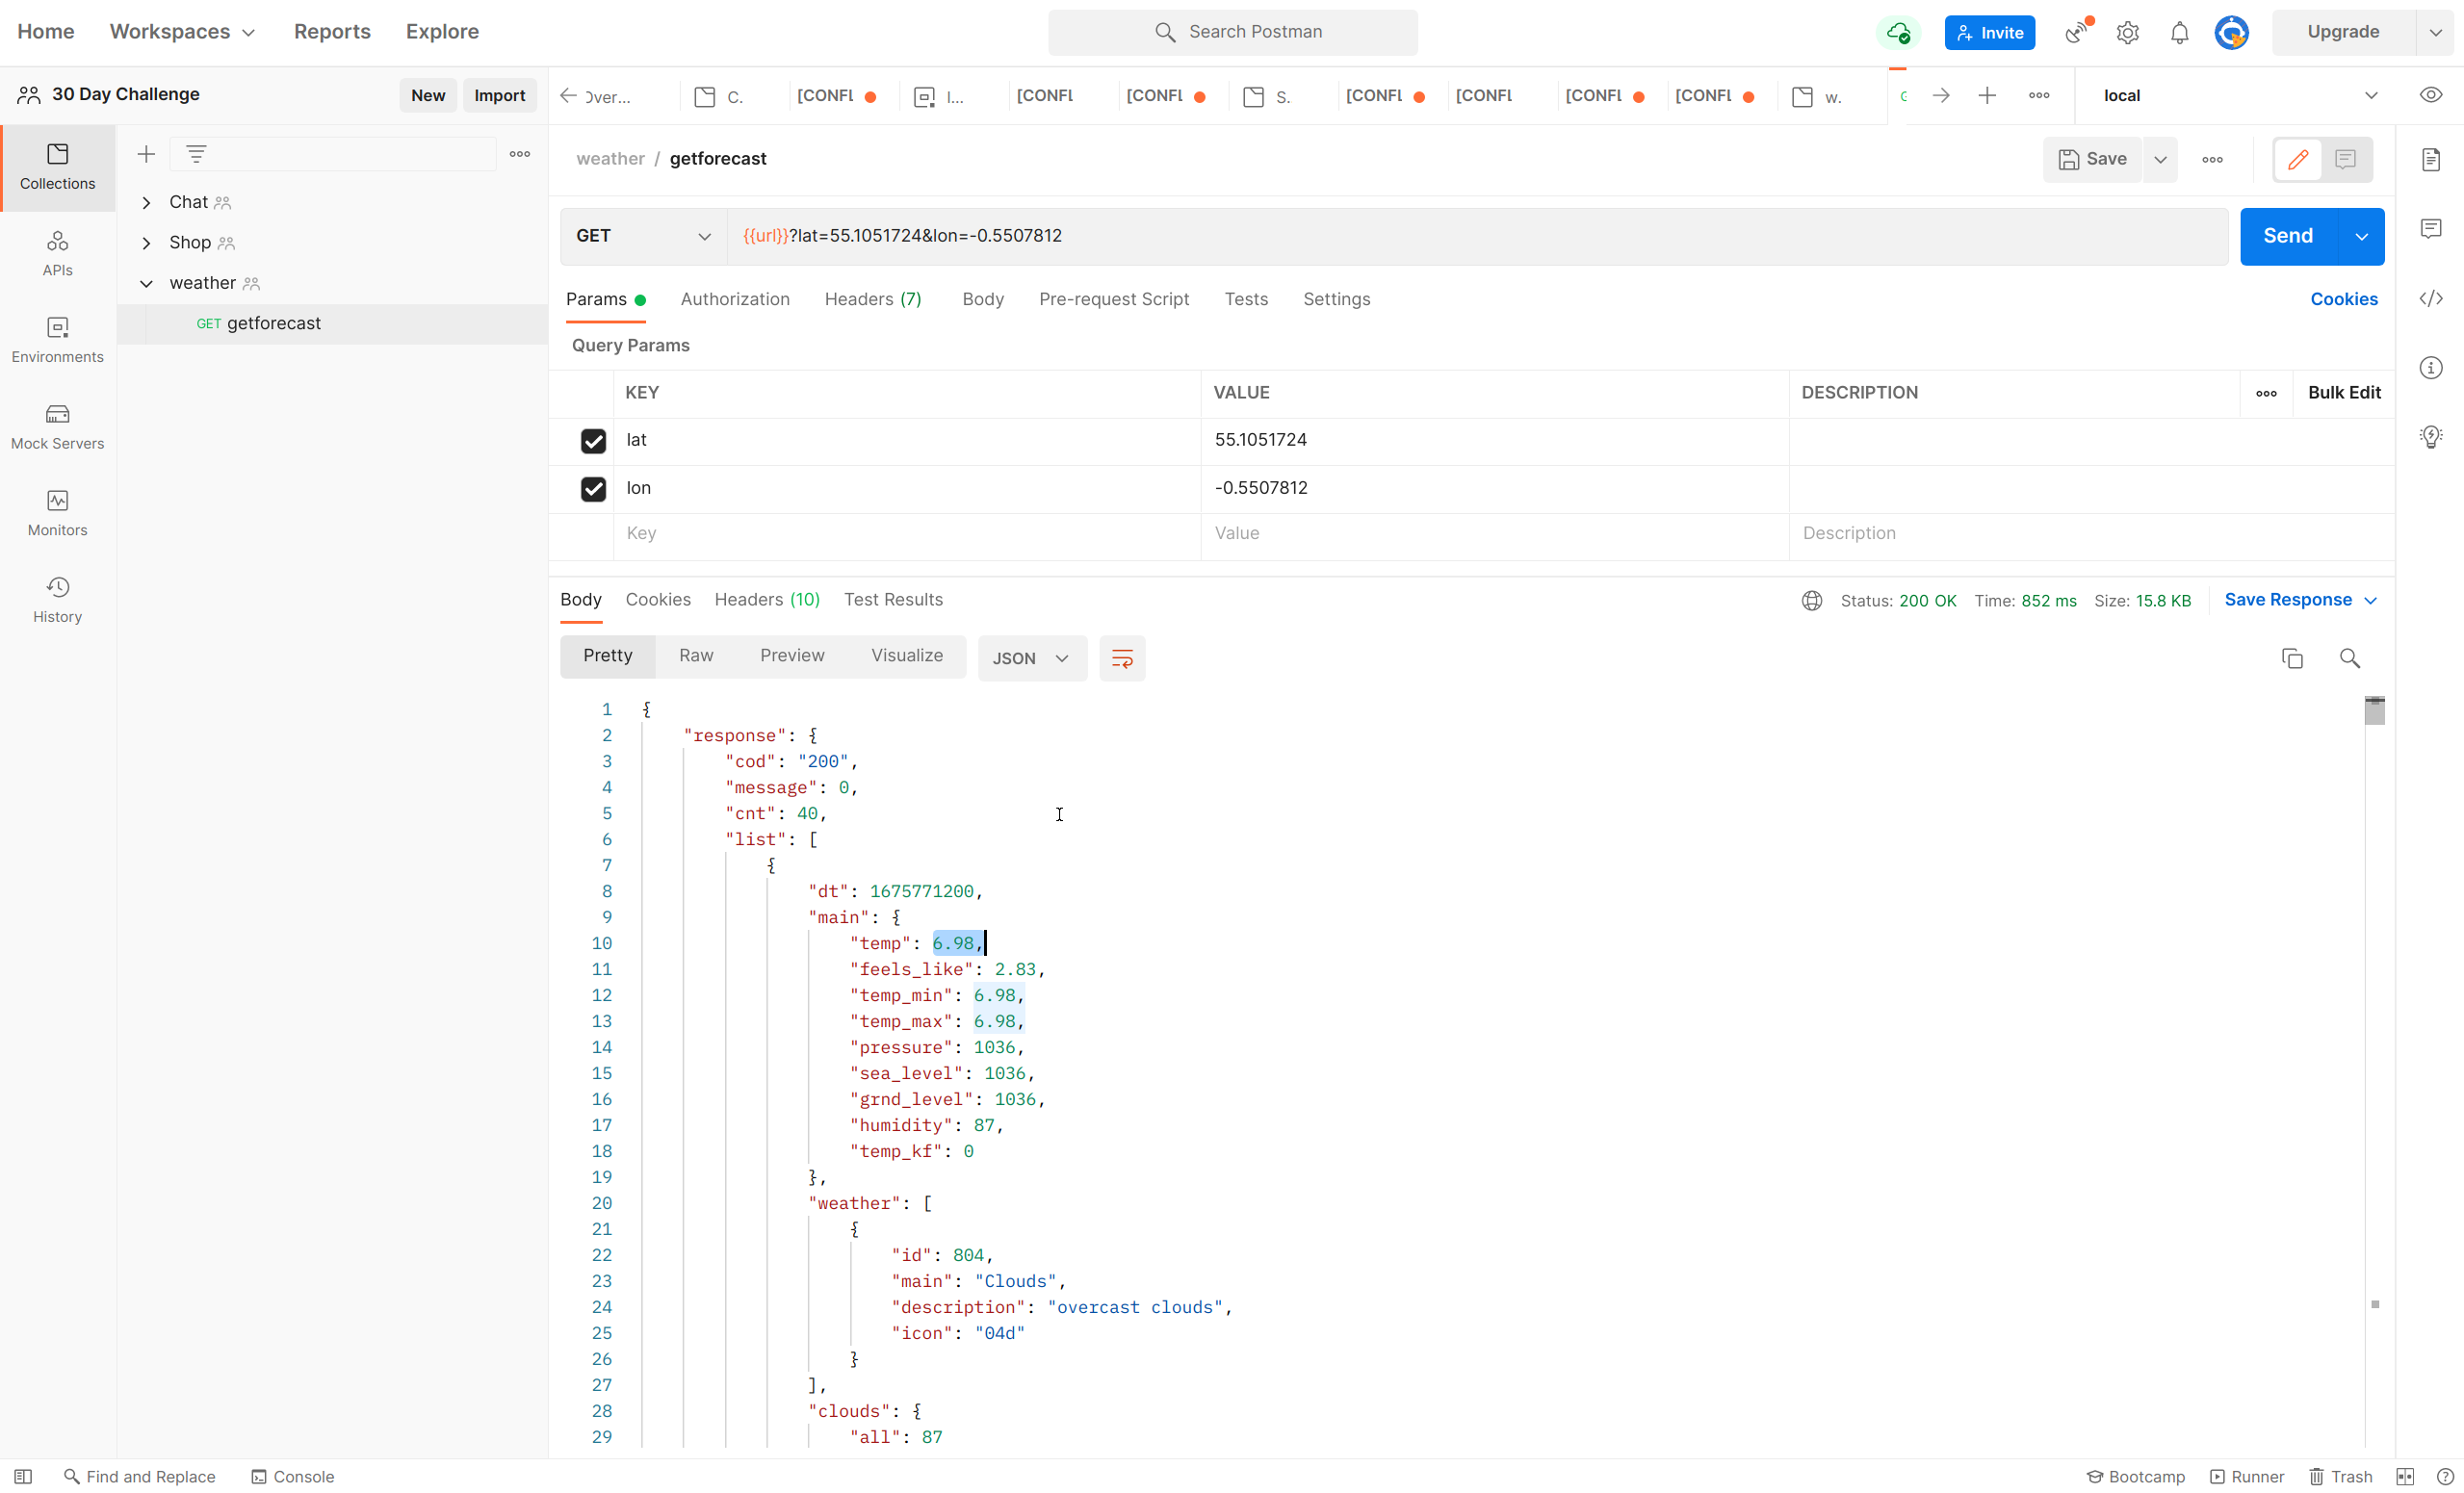 Home Workspaces Reports Explore Search Postman Invite Upgrade
30 Day Challenge New Import Over... C. [CONFL [CONFL [CONFL S. [CONFL [CONFL [CONFL [CONFL w. local
Collections
APIs
Environments
Mock Servers
Monitors
History
Chat
Shop
weather
GET getforecast
weather / getforecast Save
GET {{url}}?lat=55.1051724&lon=-0.5507812 Send
Params Authorization Headers (7) Body Pre-request Script Tests Settings Cookies
Query Params
KEY VALUE DESCRIPTION Bulk Edit
lat 55.1051724
lon -0.5507812
Key Value Description
Body Cookies Headers (10) Test Results Status: 200 OK Time: 852 ms Size: 15.8 KB Save Response
Pretty Raw Preview Visualize JSON
1 {
2 "response": {
3 "cod": "200",
4 "message": 0,
5 "cnt": 40,
6 "list": [
7 {
8 "dt": 1675771200,
9 "main": {
10 "temp": 6.98,
11 "feels_like": 2.83,
12 "temp_min": 6.98,
13 "temp_max": 6.98,
14 "pressure": 1036,
15 "sea_level": 1036,
16 "grnd_level": 1036,
17 "humidity": 87,
18 "temp_kf": 0
19 },
20 "weather": [
21 {
22 "id": 804,
23 "main": "Clouds",
24 "description": "overcast clouds",
25 "icon": "04d"
26 }
27 ],
28 "clouds": {
29 "all": 87
Find and Replace Console Bootcamp Runner Trash